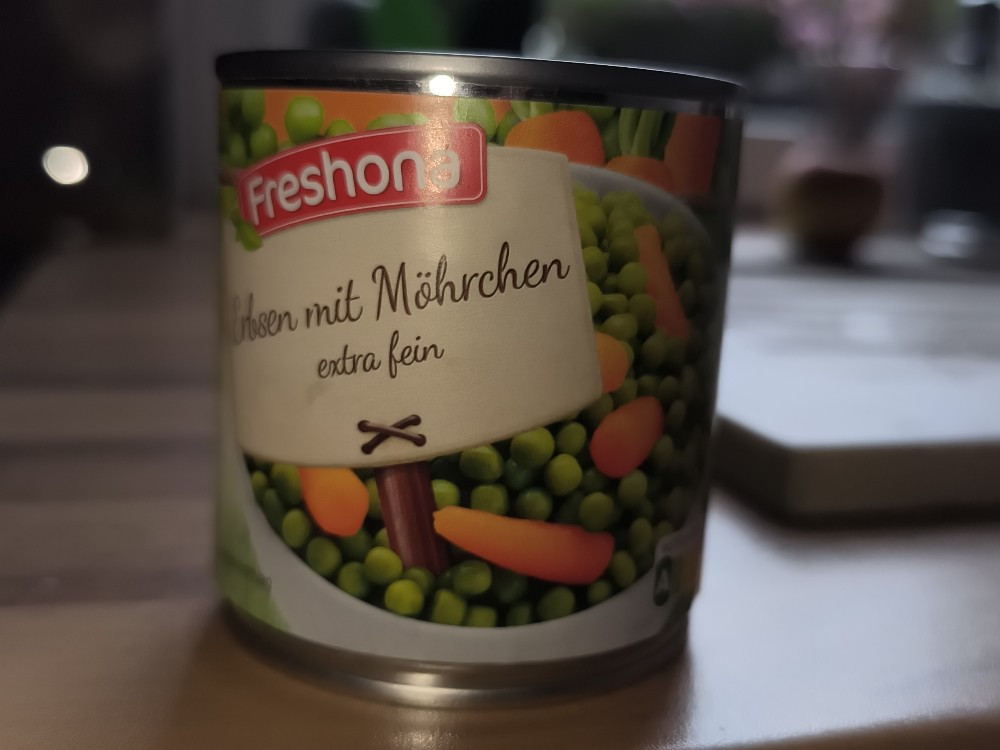 Freshona
Erbsen mit Möhrchen
extra fein